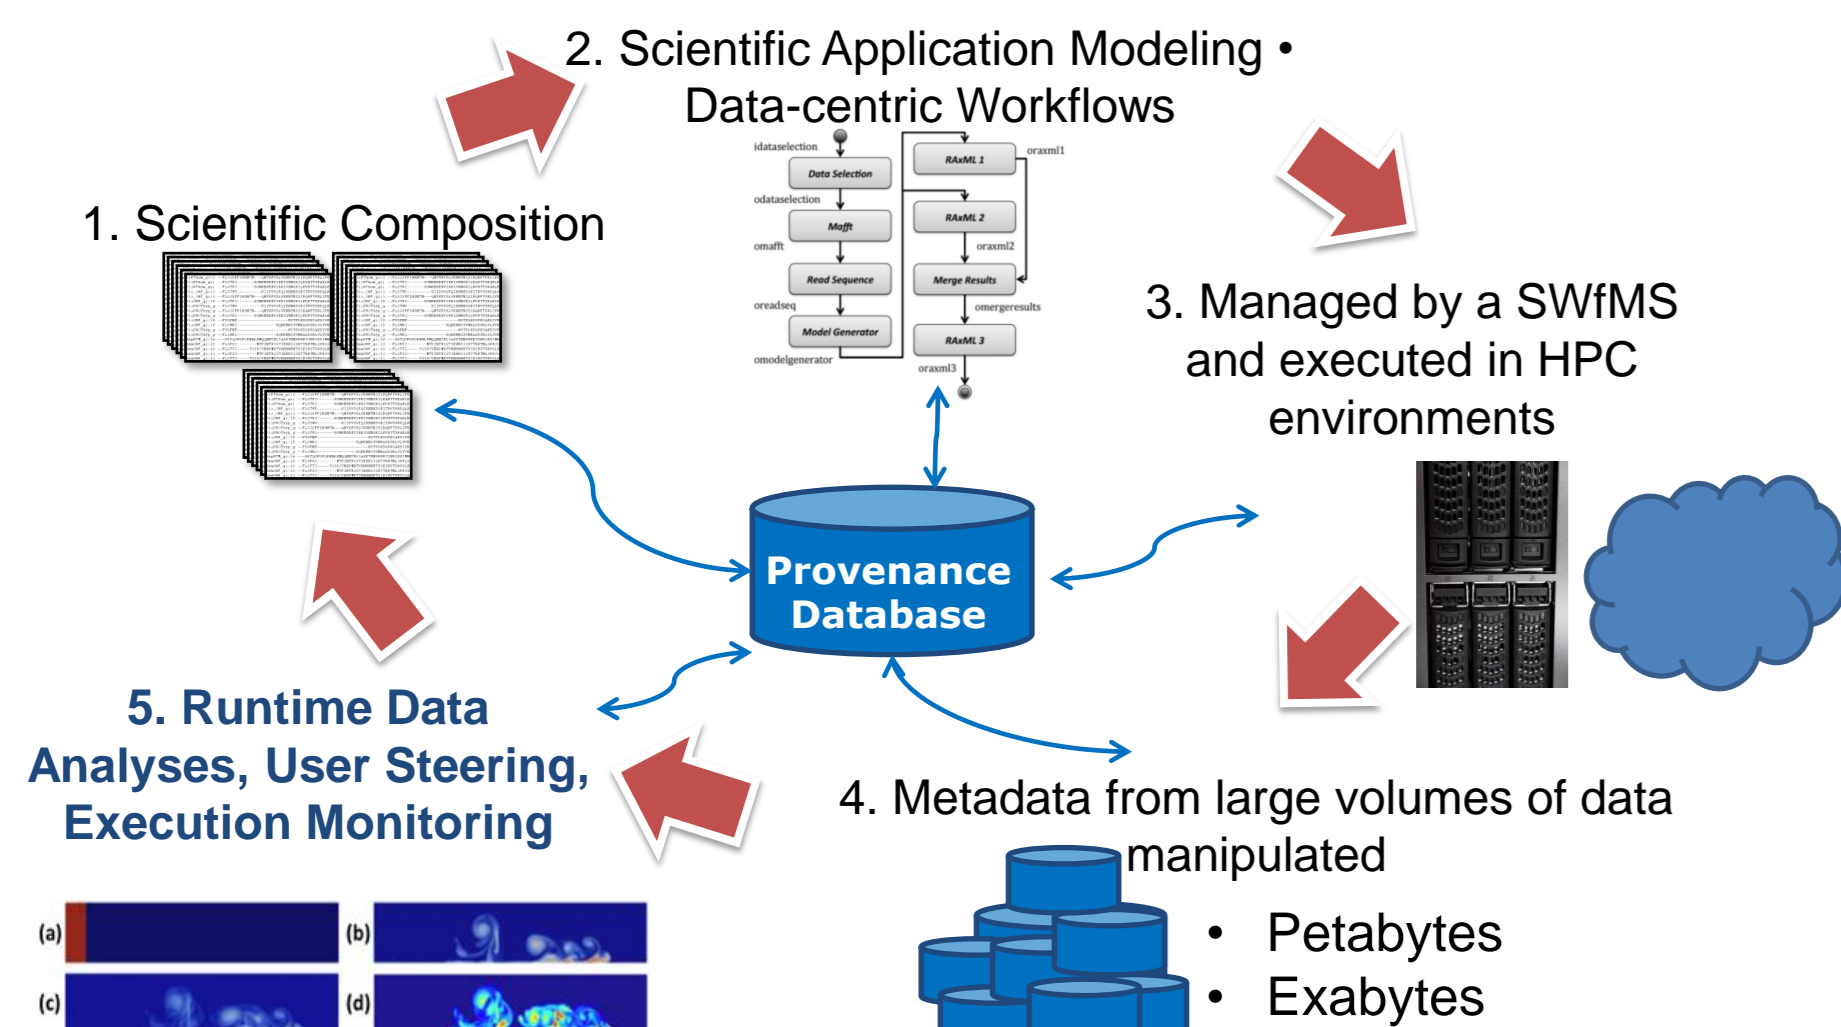 2. Scientific Application Modeling •
Data-centric Workflows
1. Scientific Composition
idataselection
Data Selection
odataselection
Mafft
omafft
Read Sequence
oreadseq
Model Generator
omodelgenerator
RAxML 1
oraxml1
RAxML 2
oraxml2
Merge Results
omergeresults
RAxML 3
oraxml3
3. Managed by a SWfMS
and executed in HPC
environments
Provenance
Database
5. Runtime Data
Analyses, User Steering,
Execution Monitoring
4. Metadata from large volumes of data
manipulated
• Petabytes
• Exabytes
(a)
(b)
(c)
(d)